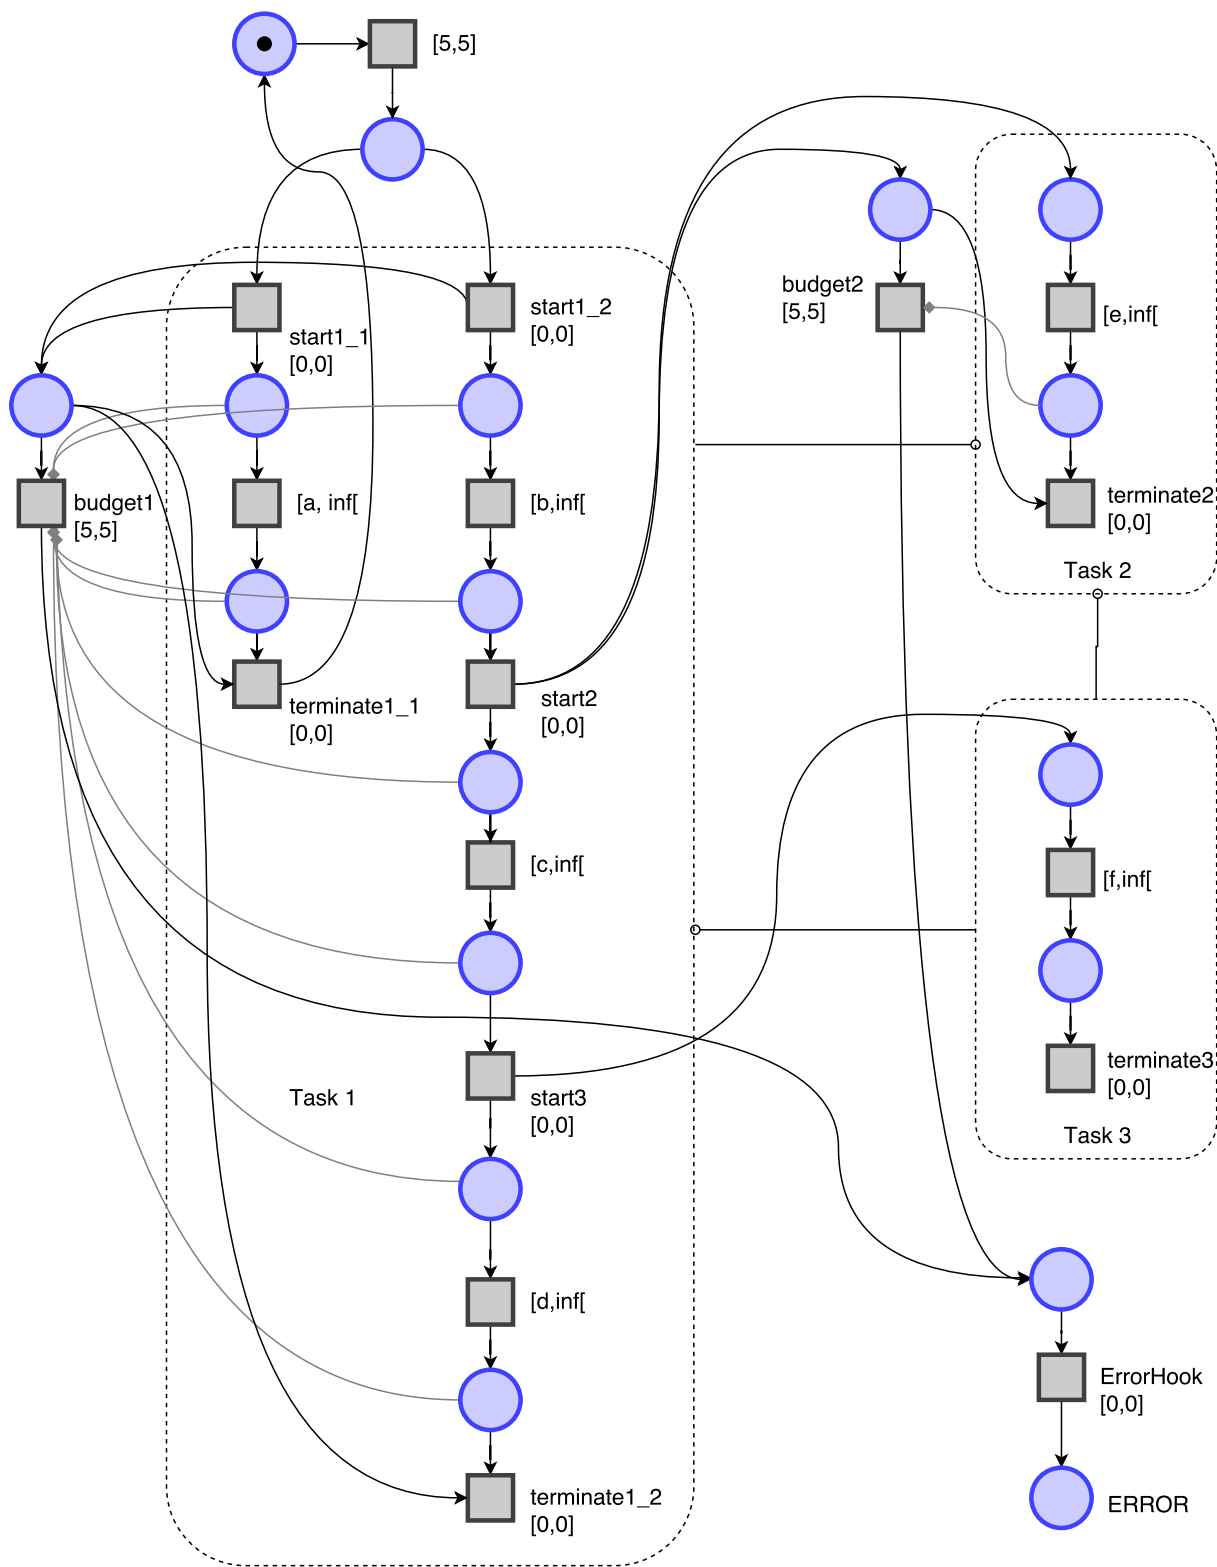 [5,5]
budget2
[5,5]
start1_2
[0,0]
[e,inf[
start1_1
[0,0]
budget1
[5,5]
[a, inf[
[b,inf[
terminate2
[0,0]
Task 2
terminate1_1
[0,0]
start2
[0,0]
[c,inf[
[f,inf[
Task 1
start3
[0,0]
terminate3
[0,0]
Task 3
[d,inf[
ErrorHook
[0,0]
terminate1_2
[0,0]
ERROR